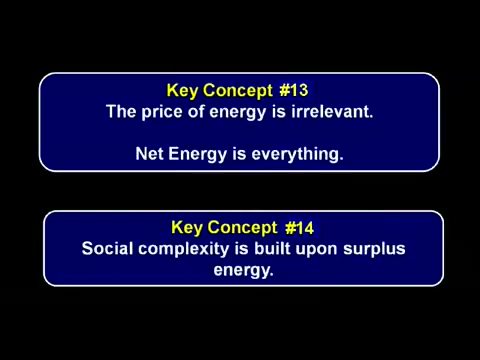 Key Concept #13
The price of energy is irrelevant.
Net Energy is everything.
Key Concept #14
Social complexity is built upon surplus
energy.